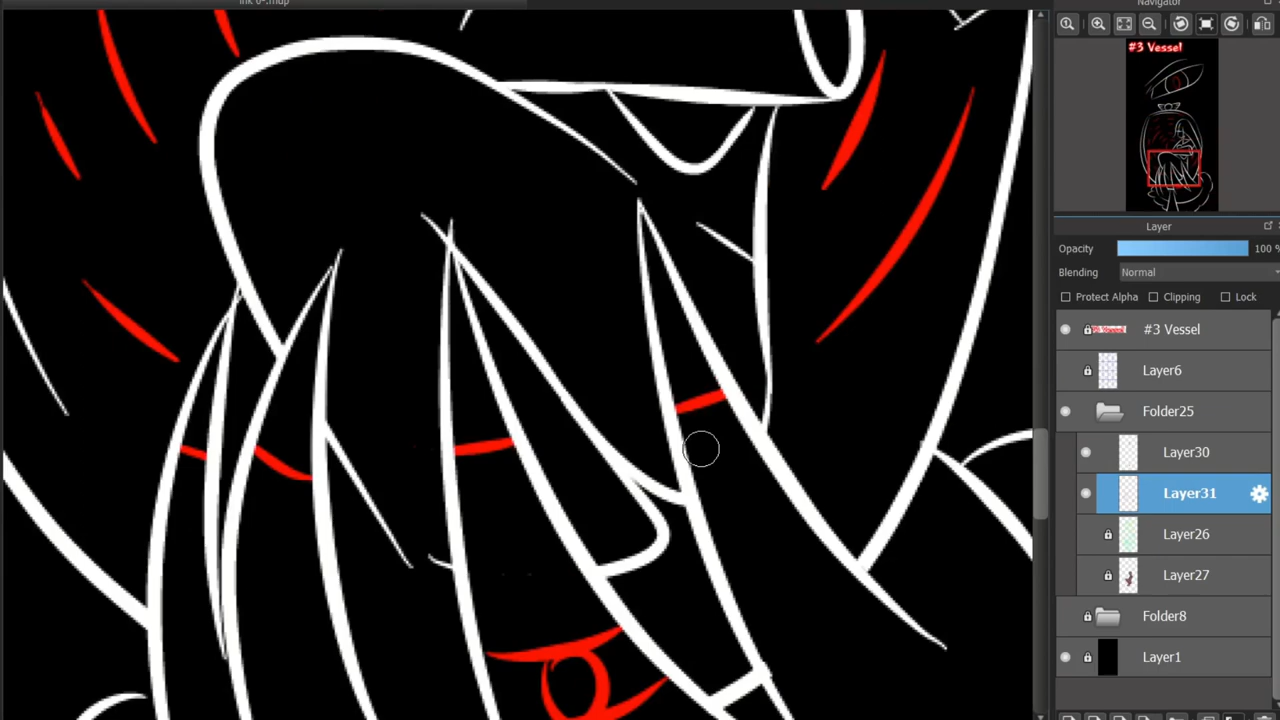 ink 6-.mdp
Navigator
#3 Vessel
Layer
Opacity 100 %
Blending Normal
Protect Alpha Clipping Lock
#3 Vessel
Layer6
Folder25
Layer30
Layer31
Layer26
Layer27
Folder8
Layer1